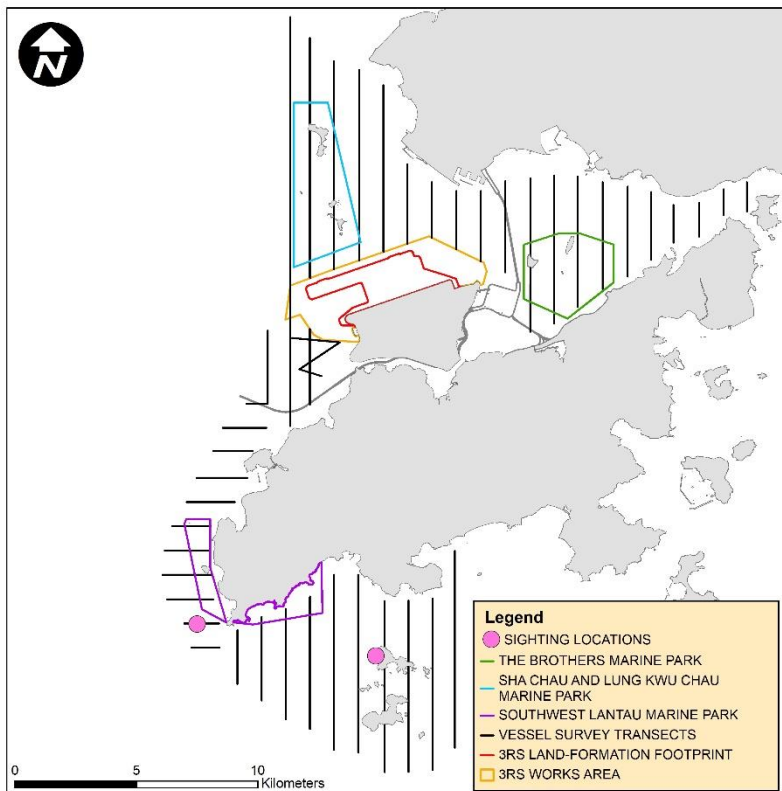 N
Legend
SIGHTING LOCATIONS
THE BROTHERS MARINE PARK
SHA CHAU AND LUNG KWU CHAU
MARINE PARK
SOUTHWEST LANTAU MARINE PARK
VESSEL SURVEY TRANSECTS
3RS LAND-FORMATION FOOTPRINT
3RS WORKS AREA
0 5 10
Kilometers